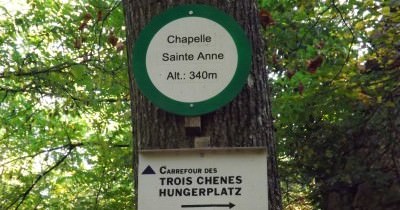 Chapelle
Sainte Anne
Alt.: 340m
CARREFOUR DES
TROIS CHENES
HUNGERPLATZ